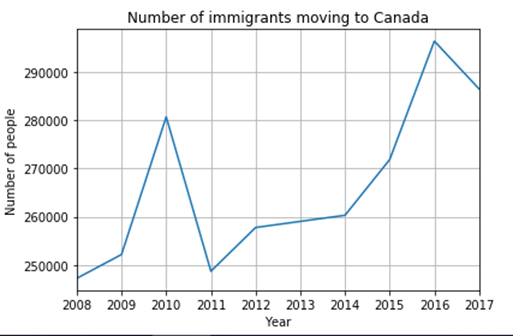 Number of immigrants moving to Canada
Number of people
290000
280000
270000
260000
250000
2008 2009 2010 2011 2012 2013 2014 2015 2016 2017
Year